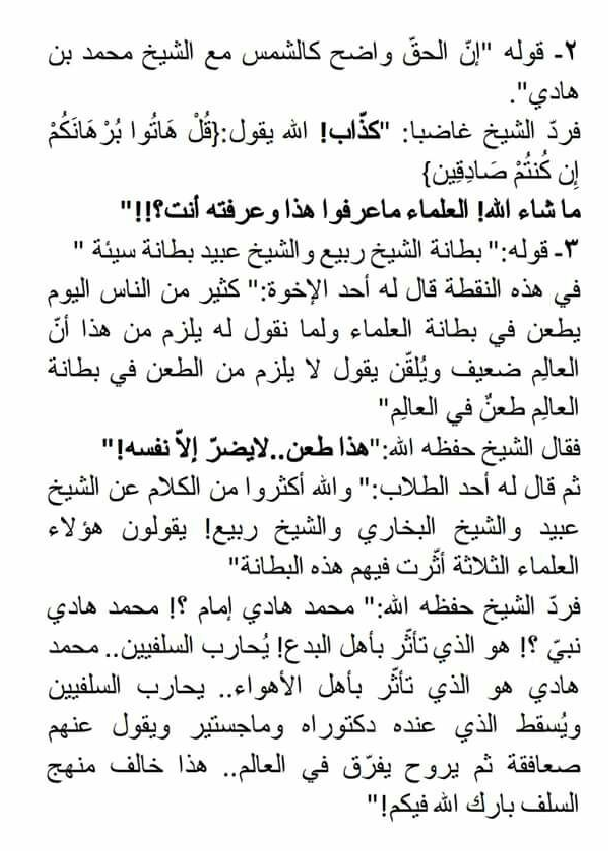 ٢- قوله "إنّ الحقّ واضح كالشمس مع الشيخ محمد بن
هادي".
فردّ الشيخ غاضبا: "كذّاب! الله يقول:{قُلْ هَاتُوا بُرْهَانَكُمْ
إِن كُنتُمْ صَادِقِين}
ما شاء الله! العلماء ماعرفوا هذا وعرفته أنت؟!!"
٣- قوله:" بطانة الشيخ ربيع والشيخ عبيد بطانة سيئة "
في هذه النقطة قال له أحد الإخوة:" كثير من الناس اليوم
يطعن في بطانة العلماء ولما نقول له يلزم من هذا أنّ
العالِم ضعيف ويُلقّن يقول لا يلزم من الطعن في بطانة
العالِم طعنٌ في العالِم"
فقال الشيخ حفظه الله:"هذا طعن..لايضرّ إلاّ نفسه!"
ثم قال له أحد الطلاب:" والله أكثروا من الكلام عن الشيخ
عبيد والشيخ البخاري والشيخ ربيع! يقولون هؤلاء
العلماء الثلاثة أثّرت فيهم هذه البطانة"
فردّ الشيخ حفظه الله:" محمد هادي إمام ؟! محمد هادي
نبيّ ؟! هو الذي تأثّر بأهل البدع! يُحارب السلفيين.. محمد
هادي هو الذي تأثّر بأهل الأهواء.. يحارب السلفيين
ويُسقط الذي عنده دكتوراه وماجستير ويقول عنهم
صعافقة ثم يروح يفرّق في العالم.. هذا خالف منهج
السلف بارك الله فيكم!"